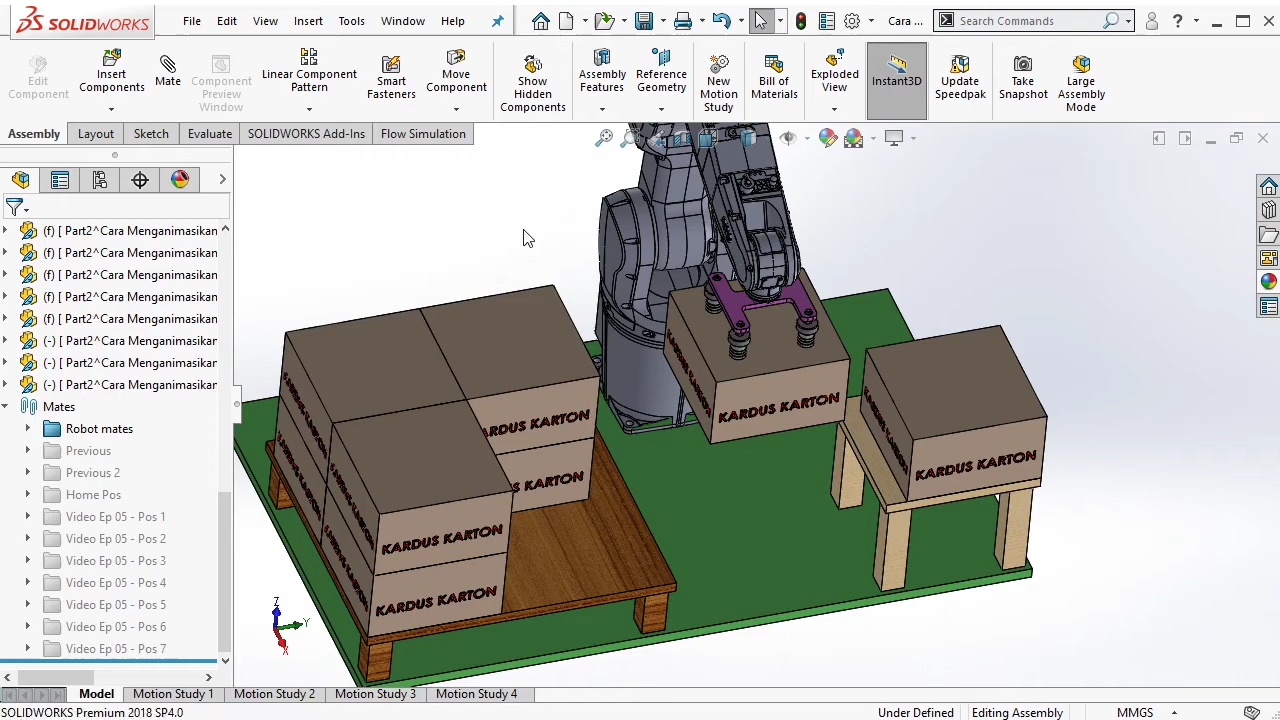 SOLIDWORKS
File Edit View Insert Tools Window Help
Cara ...
Search Commands
Edit Component
Insert Components
Mate
Component Preview Window
Linear Component Pattern
Smart Fasteners
Move Component
Show Hidden Components
Assembly Features
Reference Geometry
New Motion Study
Bill of Materials
Exploded View
Instant3D
Update Speedpak
Take Snapshot
Large Assembly Mode
Assembly Layout Sketch Evaluate SOLIDWORKS Add-Ins Flow Simulation
(f) [ Part2^Cara Menganimasikan
(f) [ Part2^Cara Menganimasikan
(f) [ Part2^Cara Menganimasikan
(f) [ Part2^Cara Menganimasikan
(f) [ Part2^Cara Menganimasikan
(-) [ Part2^Cara Menganimasikan
(-) [ Part2^Cara Menganimasikan
(-) [ Part2^Cara Menganimasikan
Mates
Robot mates
Previous
Previous 2
Home Pos
Video Ep 05 - Pos 1
Video Ep 05 - Pos 2
Video Ep 05 - Pos 3
Video Ep 05 - Pos 4
Video Ep 05 - Pos 5
Video Ep 05 - Pos 6
Video Ep 05 - Pos 7
KARDUS KARTON
KARDUS KARTON
KARDUS KARTON
KARDUS KARTON
RDUS KARTON
S KARTON
Z
Y
X
Model Motion Study 1 Motion Study 2 Motion Study 3 Motion Study 4
SOLIDWORKS Premium 2018 SP4.0
Under Defined Editing Assembly MMGS